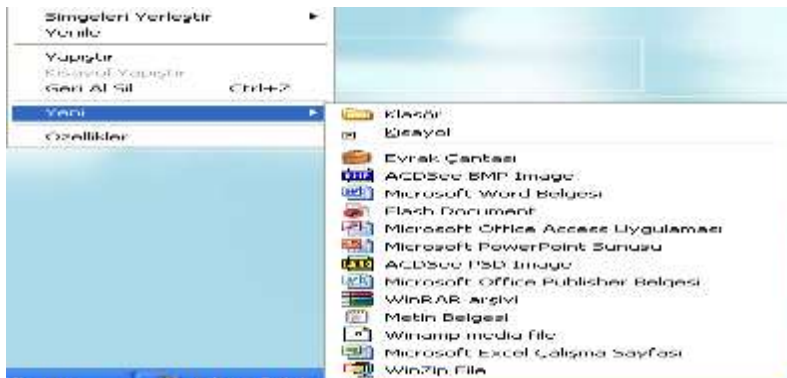 Simgeleri Yerleştir
Yenile
Yapıştır
Kısayol Yapıştır
Geri Al Sil Ctrl+Z
Yeni
Özellikler
Klasör
Kısayol
Evrak Çantası
ACDSee BMP Image
Microsoft Word Belgesi
Flash Document
Microsoft Office Access Uygulaması
Microsoft PowerPoint Sunusu
ACDSee PSD Image
Microsoft Office Publisher Belgesi
WinRAR arşivi
Metin Belgesi
Winamp media file
Microsoft Excel Çalışma Sayfası
WinZip File